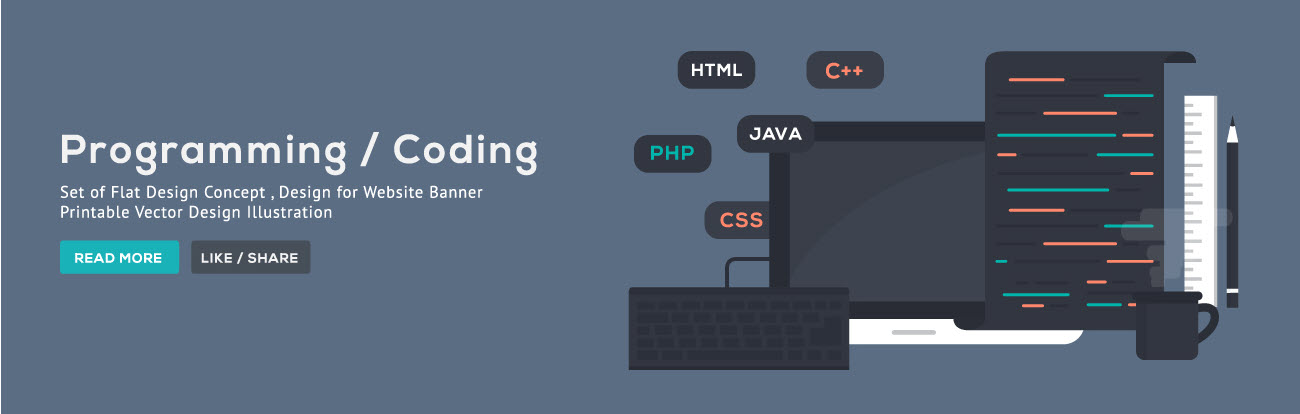 Programming / Coding
Set of Flat Design Concept , Design for Website Banner
Printable Vector Design Illustration
READ MORE
LIKE / SHARE
HTML
C++
JAVA
PHP
CSS